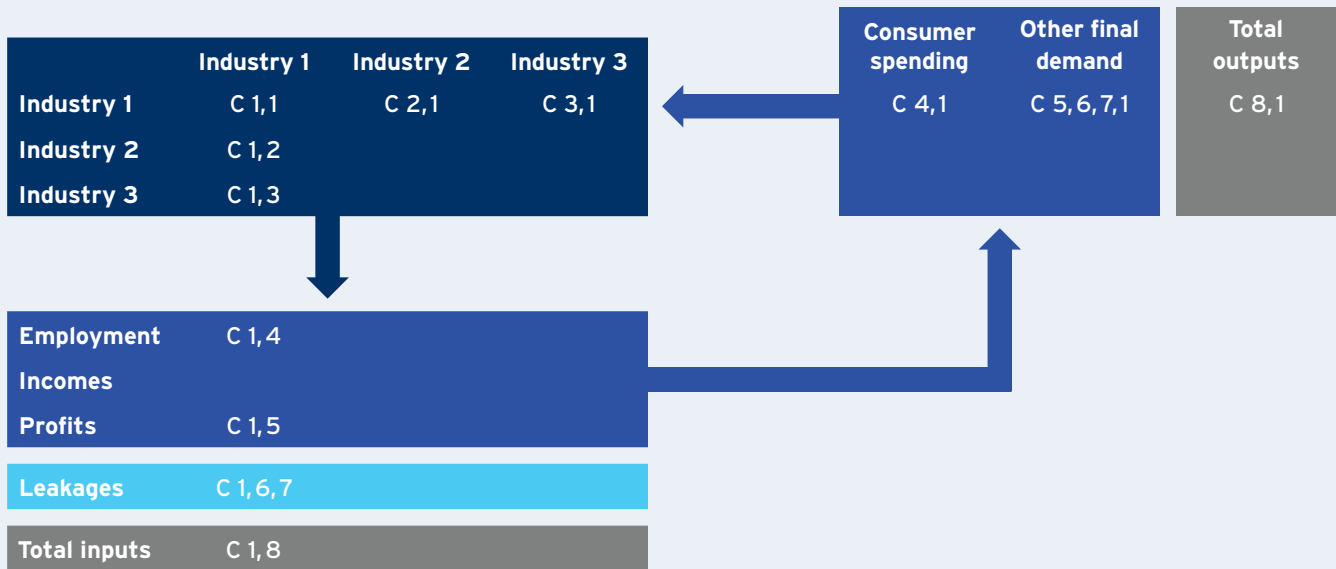 Industry 1 Industry 2 Industry 3
Industry 1 C 1,1 C 2,1 C 3,1
Industry 2 C 1,2
Industry 3 C 1,3
Consumer Other final
spending demand
C 4,1 C 5,6,7,1
Total
outputs
C 8,1
Employment C 1,4
Incomes
Profits C 1,5
Leakages C 1,6,7
Total inputs C 1,8